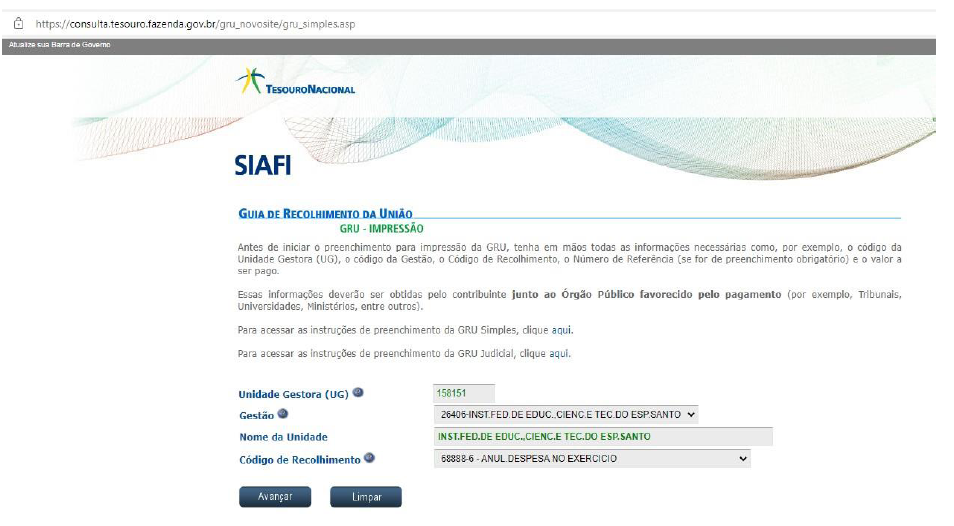 https://consulta.tesouro.fazenda.gov.br/gru_novosite/gru_simples.asp
Atualize sua Barra de Governo
TESOURONACIONAL
SIAFI
GUIA DE RECOLHIMENTO DA UNIÃO
GRU - IMPRESSÃO
Antes de iniciar o preenchimento para impressão da GRU, tenha em mãos todas as informações necessárias como, por exemplo, o código da
Unidade Gestora (UG), o código da Gestão, o Código de Recolhimento, o Número de Referência (se for de preenchimento obrigatório) e o valor a
ser pago.
Essas informações deverão ser obtidas pelo contribuinte junto ao Órgão Público favorecido pelo pagamento (por exemplo, Tribunais,
Universidades, Ministérios, entre outros).
Para acessar as instruções de preenchimento da GRU Simples, clique aqui.
Para acessar as instruções de preenchimento da GRU Judicial, clique aqui.
Unidade Gestora (UG) 158151
Gestão 26406-INST.FED.DE EDUC.,CIENC.E TEC.DO ESP.SANTO
Nome da Unidade INST.FED.DE EDUC.,CIENC.E TEC.DO ESP.SANTO
Código de Recolhimento 68888-6 - ANUL.DESPESA NO EXERCICIO
Avançar Limpar